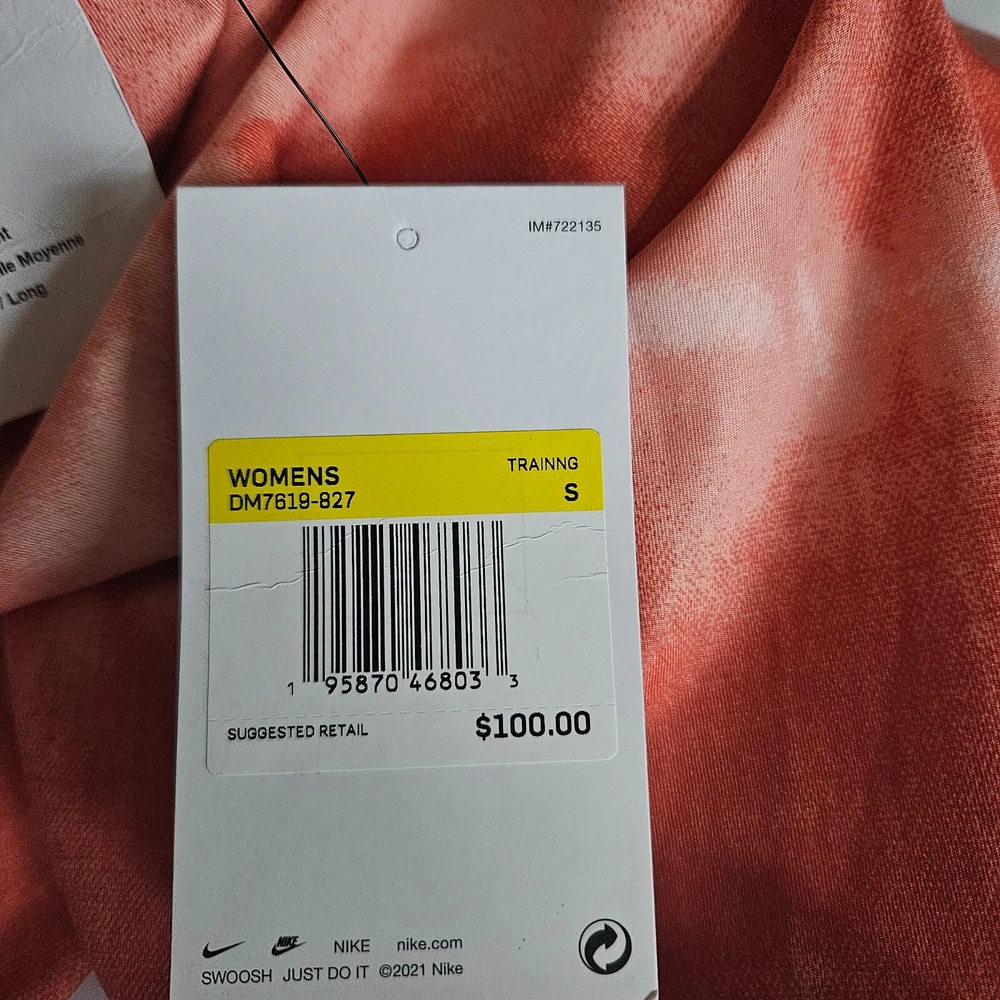 Moyenne
/ Long
IM#722135
WOMENS
TRAINNG
DM7619-827
S
1 95870 46803 3
SUGGESTED RETAIL
$100.00
NIKE NIKE nike.com
SWOOSH JUST DO IT ©2021 Nike